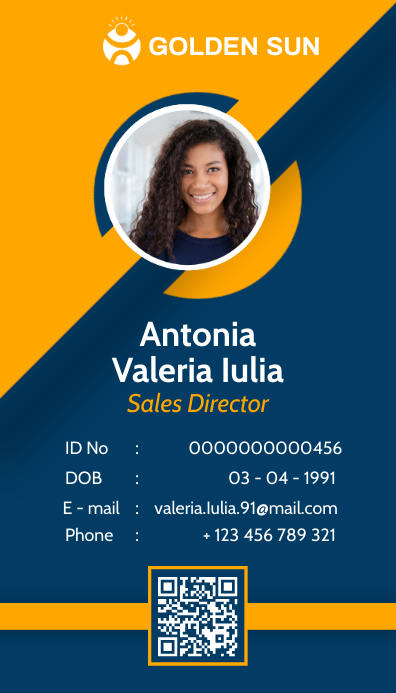 GOLDEN SUN
Antonia
Valeria Iulia
Sales Director
ID No : 0000000000456
DOB : 03 - 04 - 1991
E - mail : valeria.Iulia.91@mail.com
Phone : + 123 456 789 321